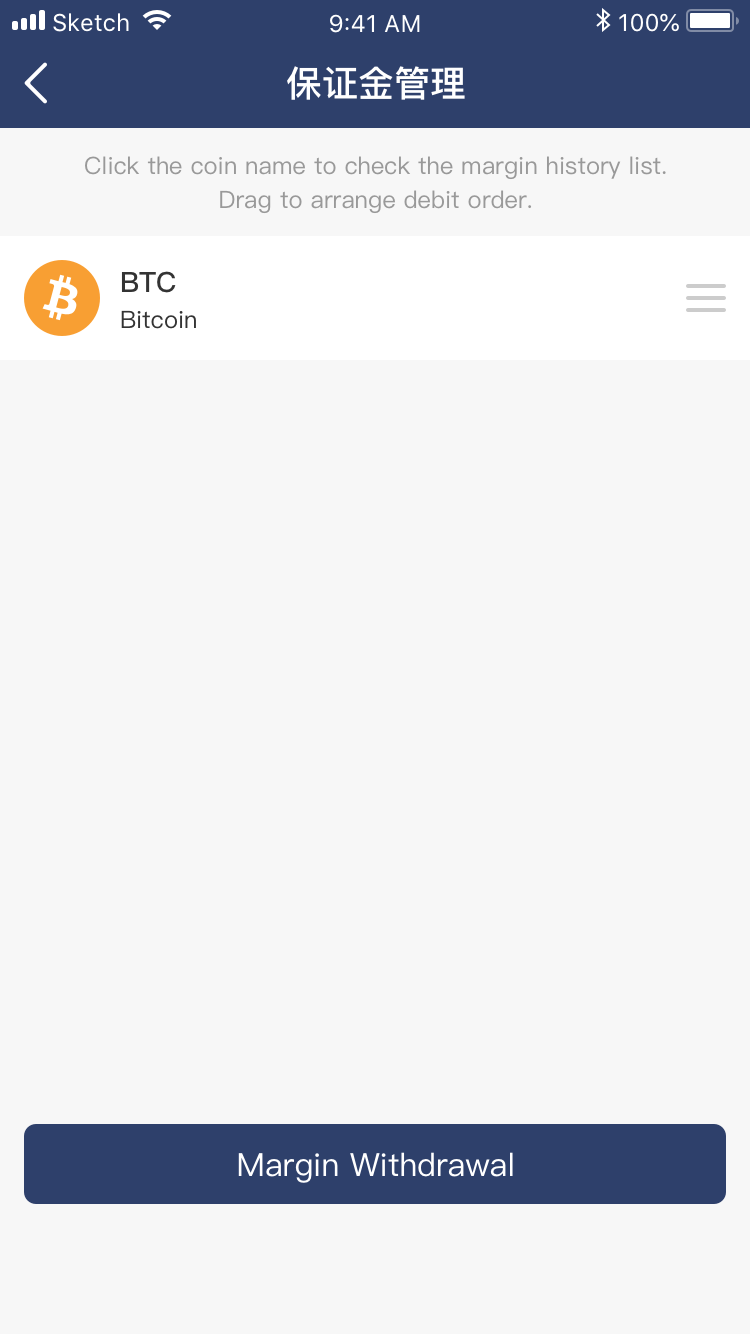 Sketch 9:41 AM 100%
保证金管理
Click the coin name to check the margin history list.
Drag to arrange debit order.
BTC
Bitcoin
Margin Withdrawal